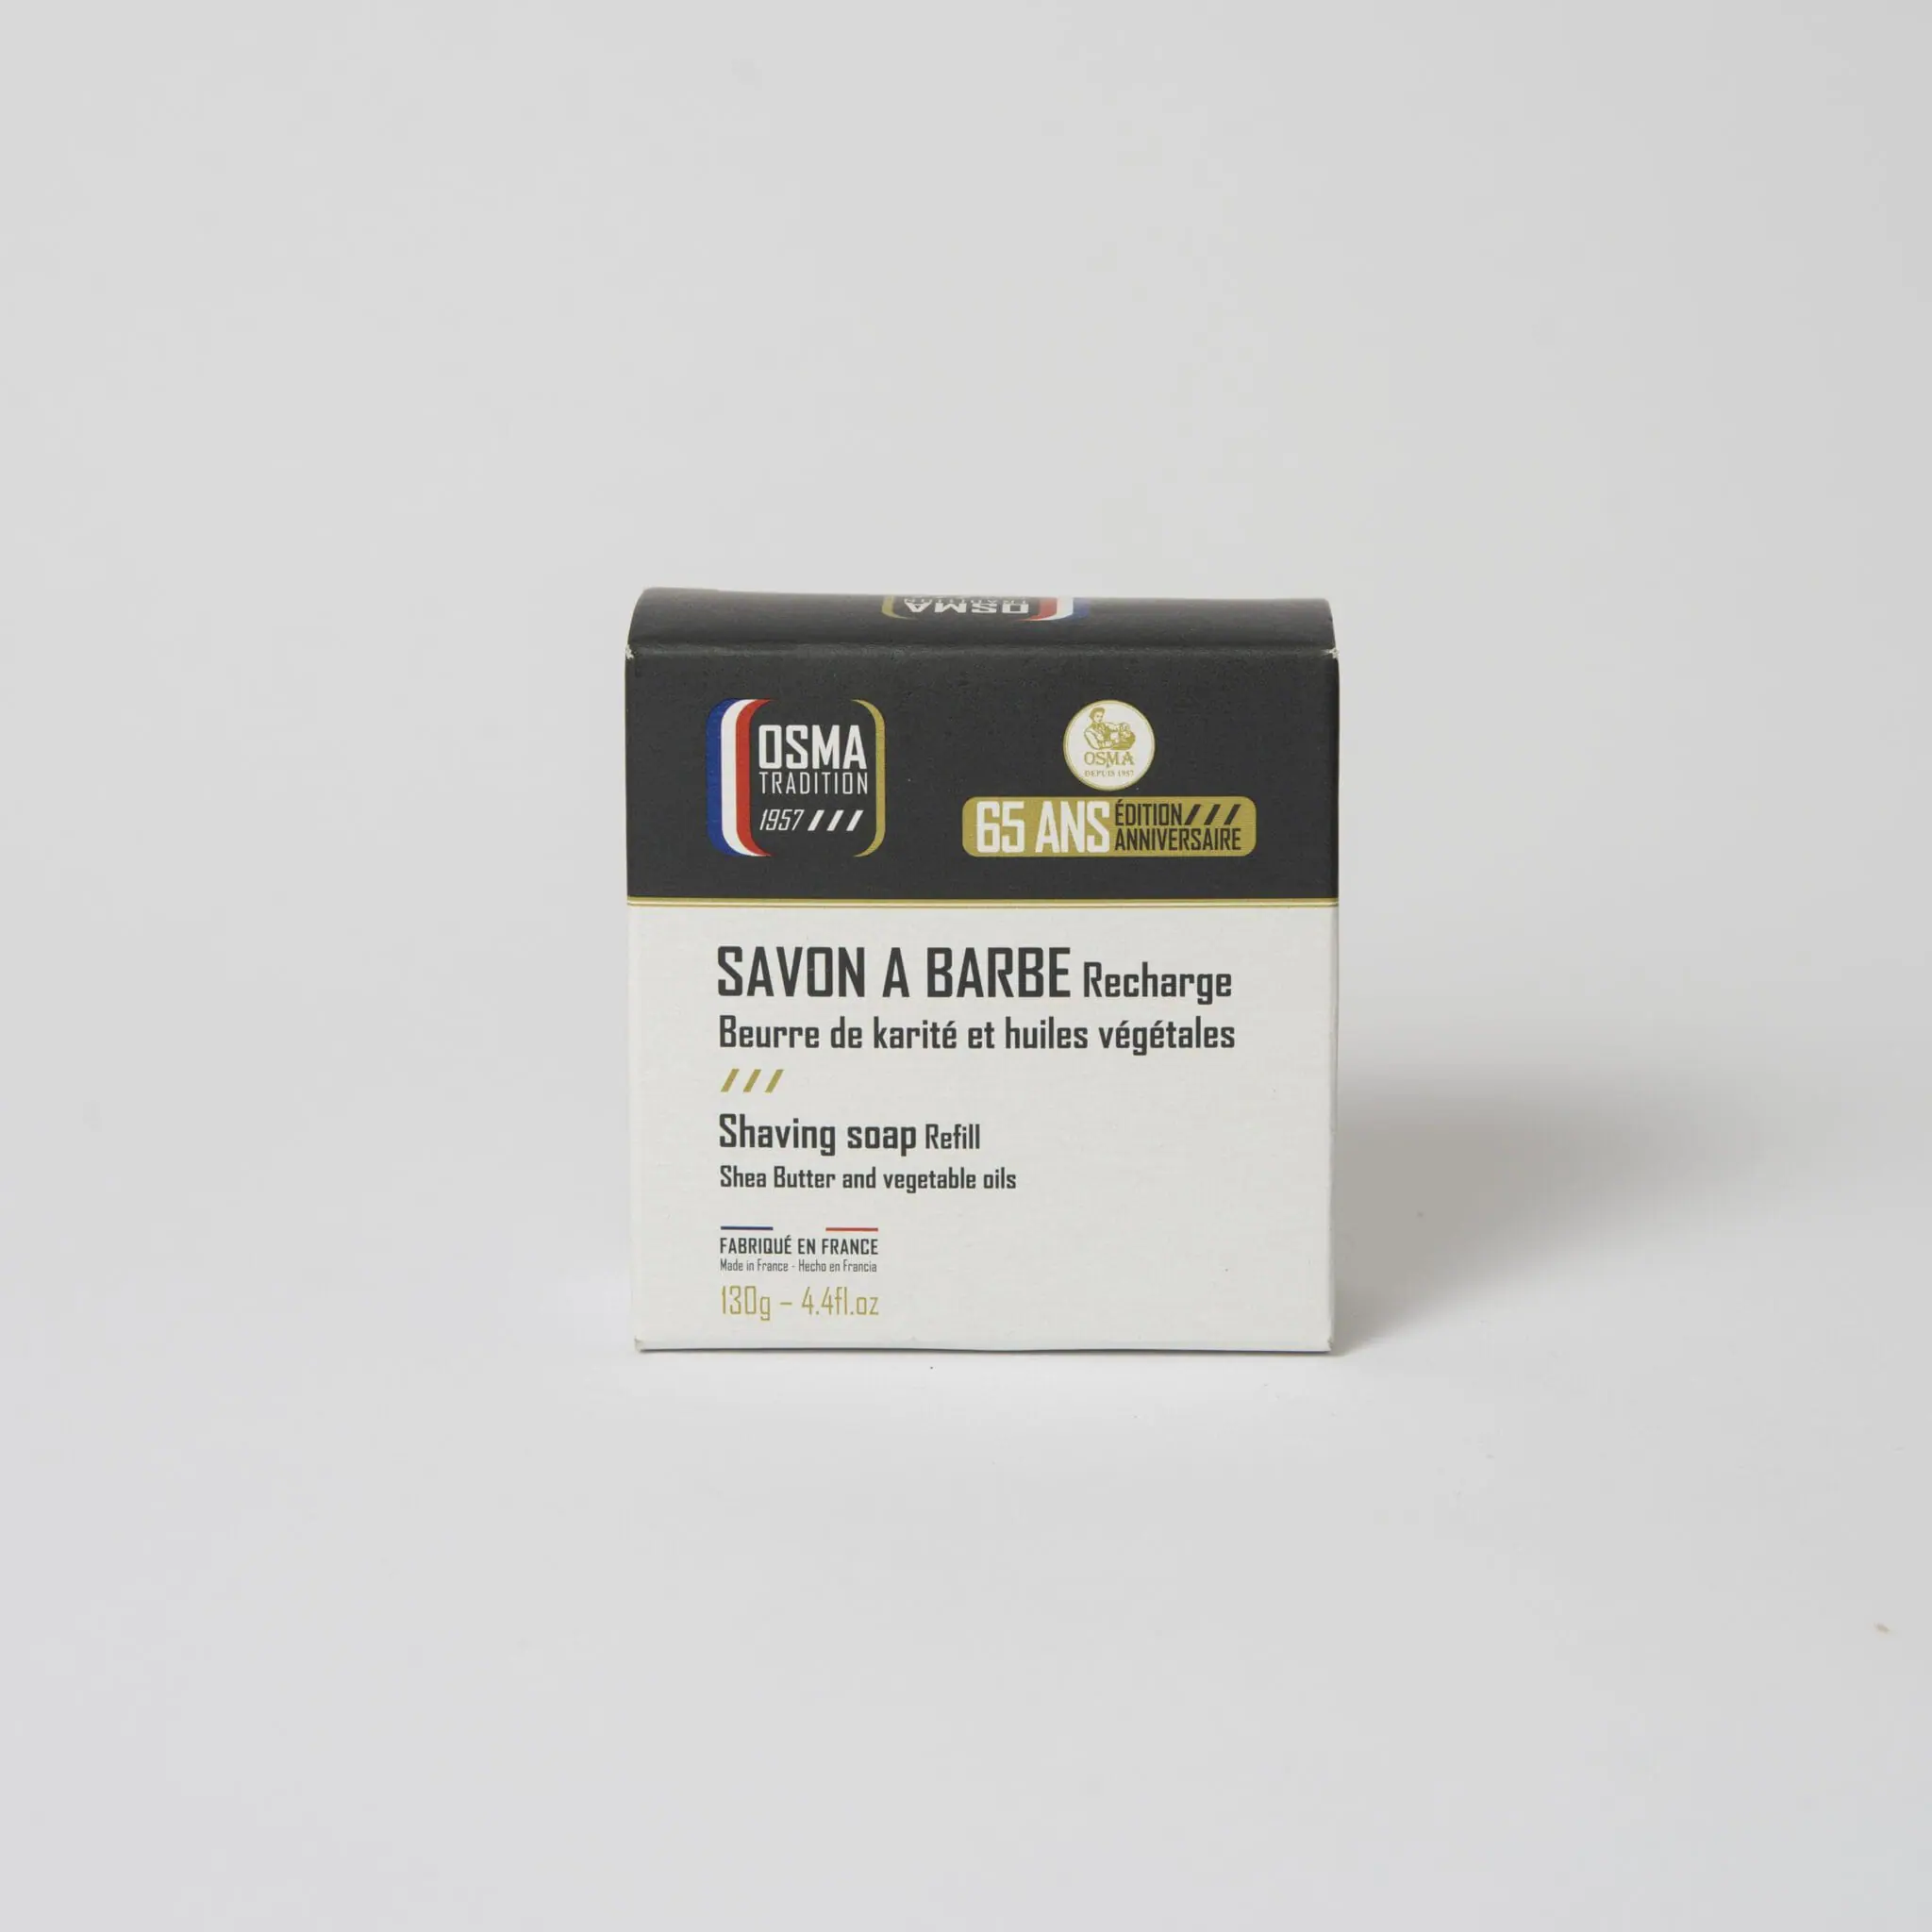 OSMA
TRADITION
OSMA
TRADITION
1957 ///
OSMA
DEPUIS 1957
65 ANS ÉDITION///
ANNIVERSAIRE
SAVON A BARBE Recharge
Beurre de karité et huiles végétales
///
Shaving soap Refill
Shea Butter and vegetable oils
FABRIQUÉ EN FRANCE
Made in France - Hecho en Francia
130g – 4.4fl.oz